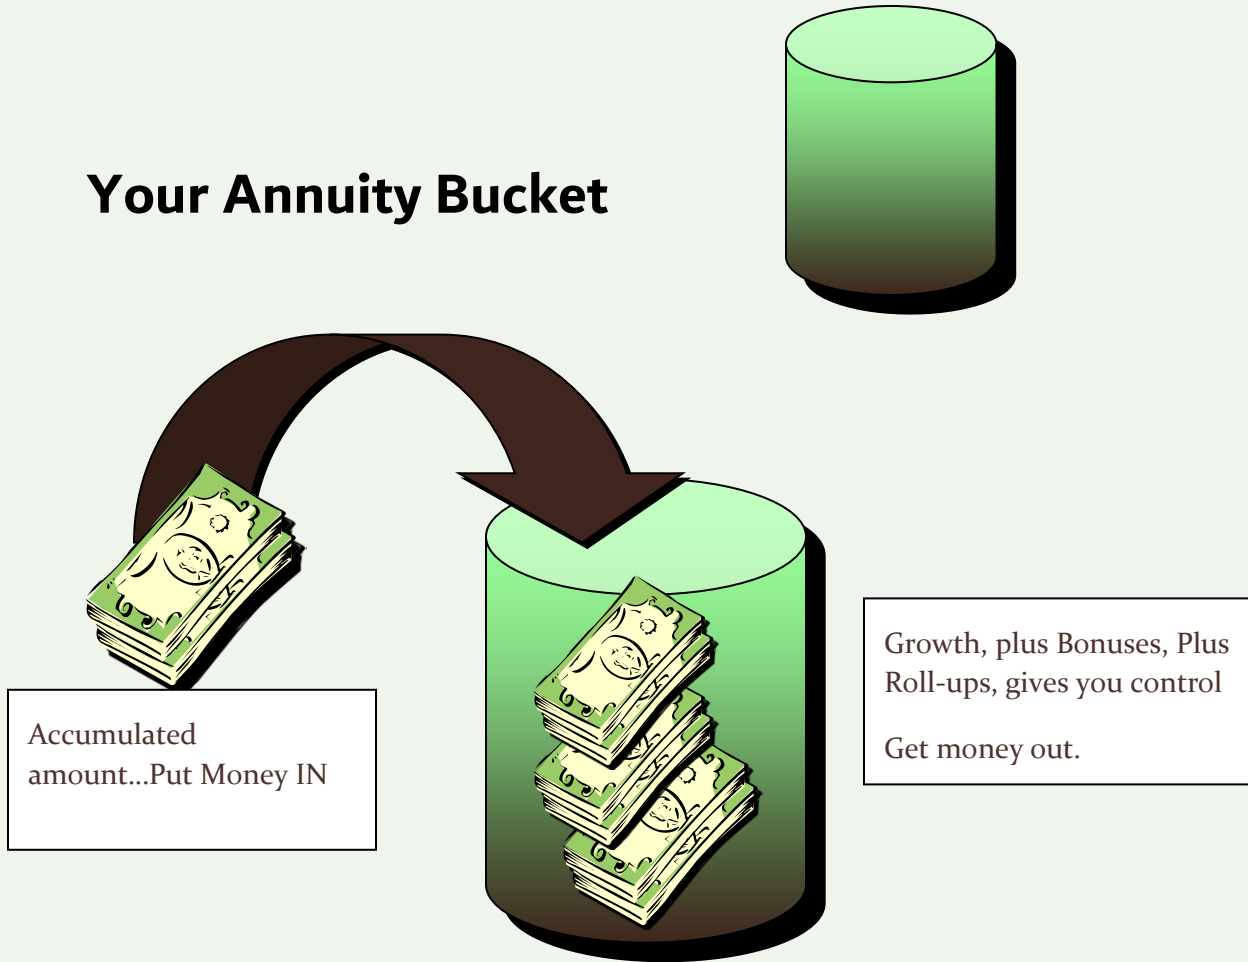 Your Annuity Bucket
Accumulated
amount...Put Money IN
Growth, plus Bonuses, Plus
Roll-ups, gives you control
Get money out.